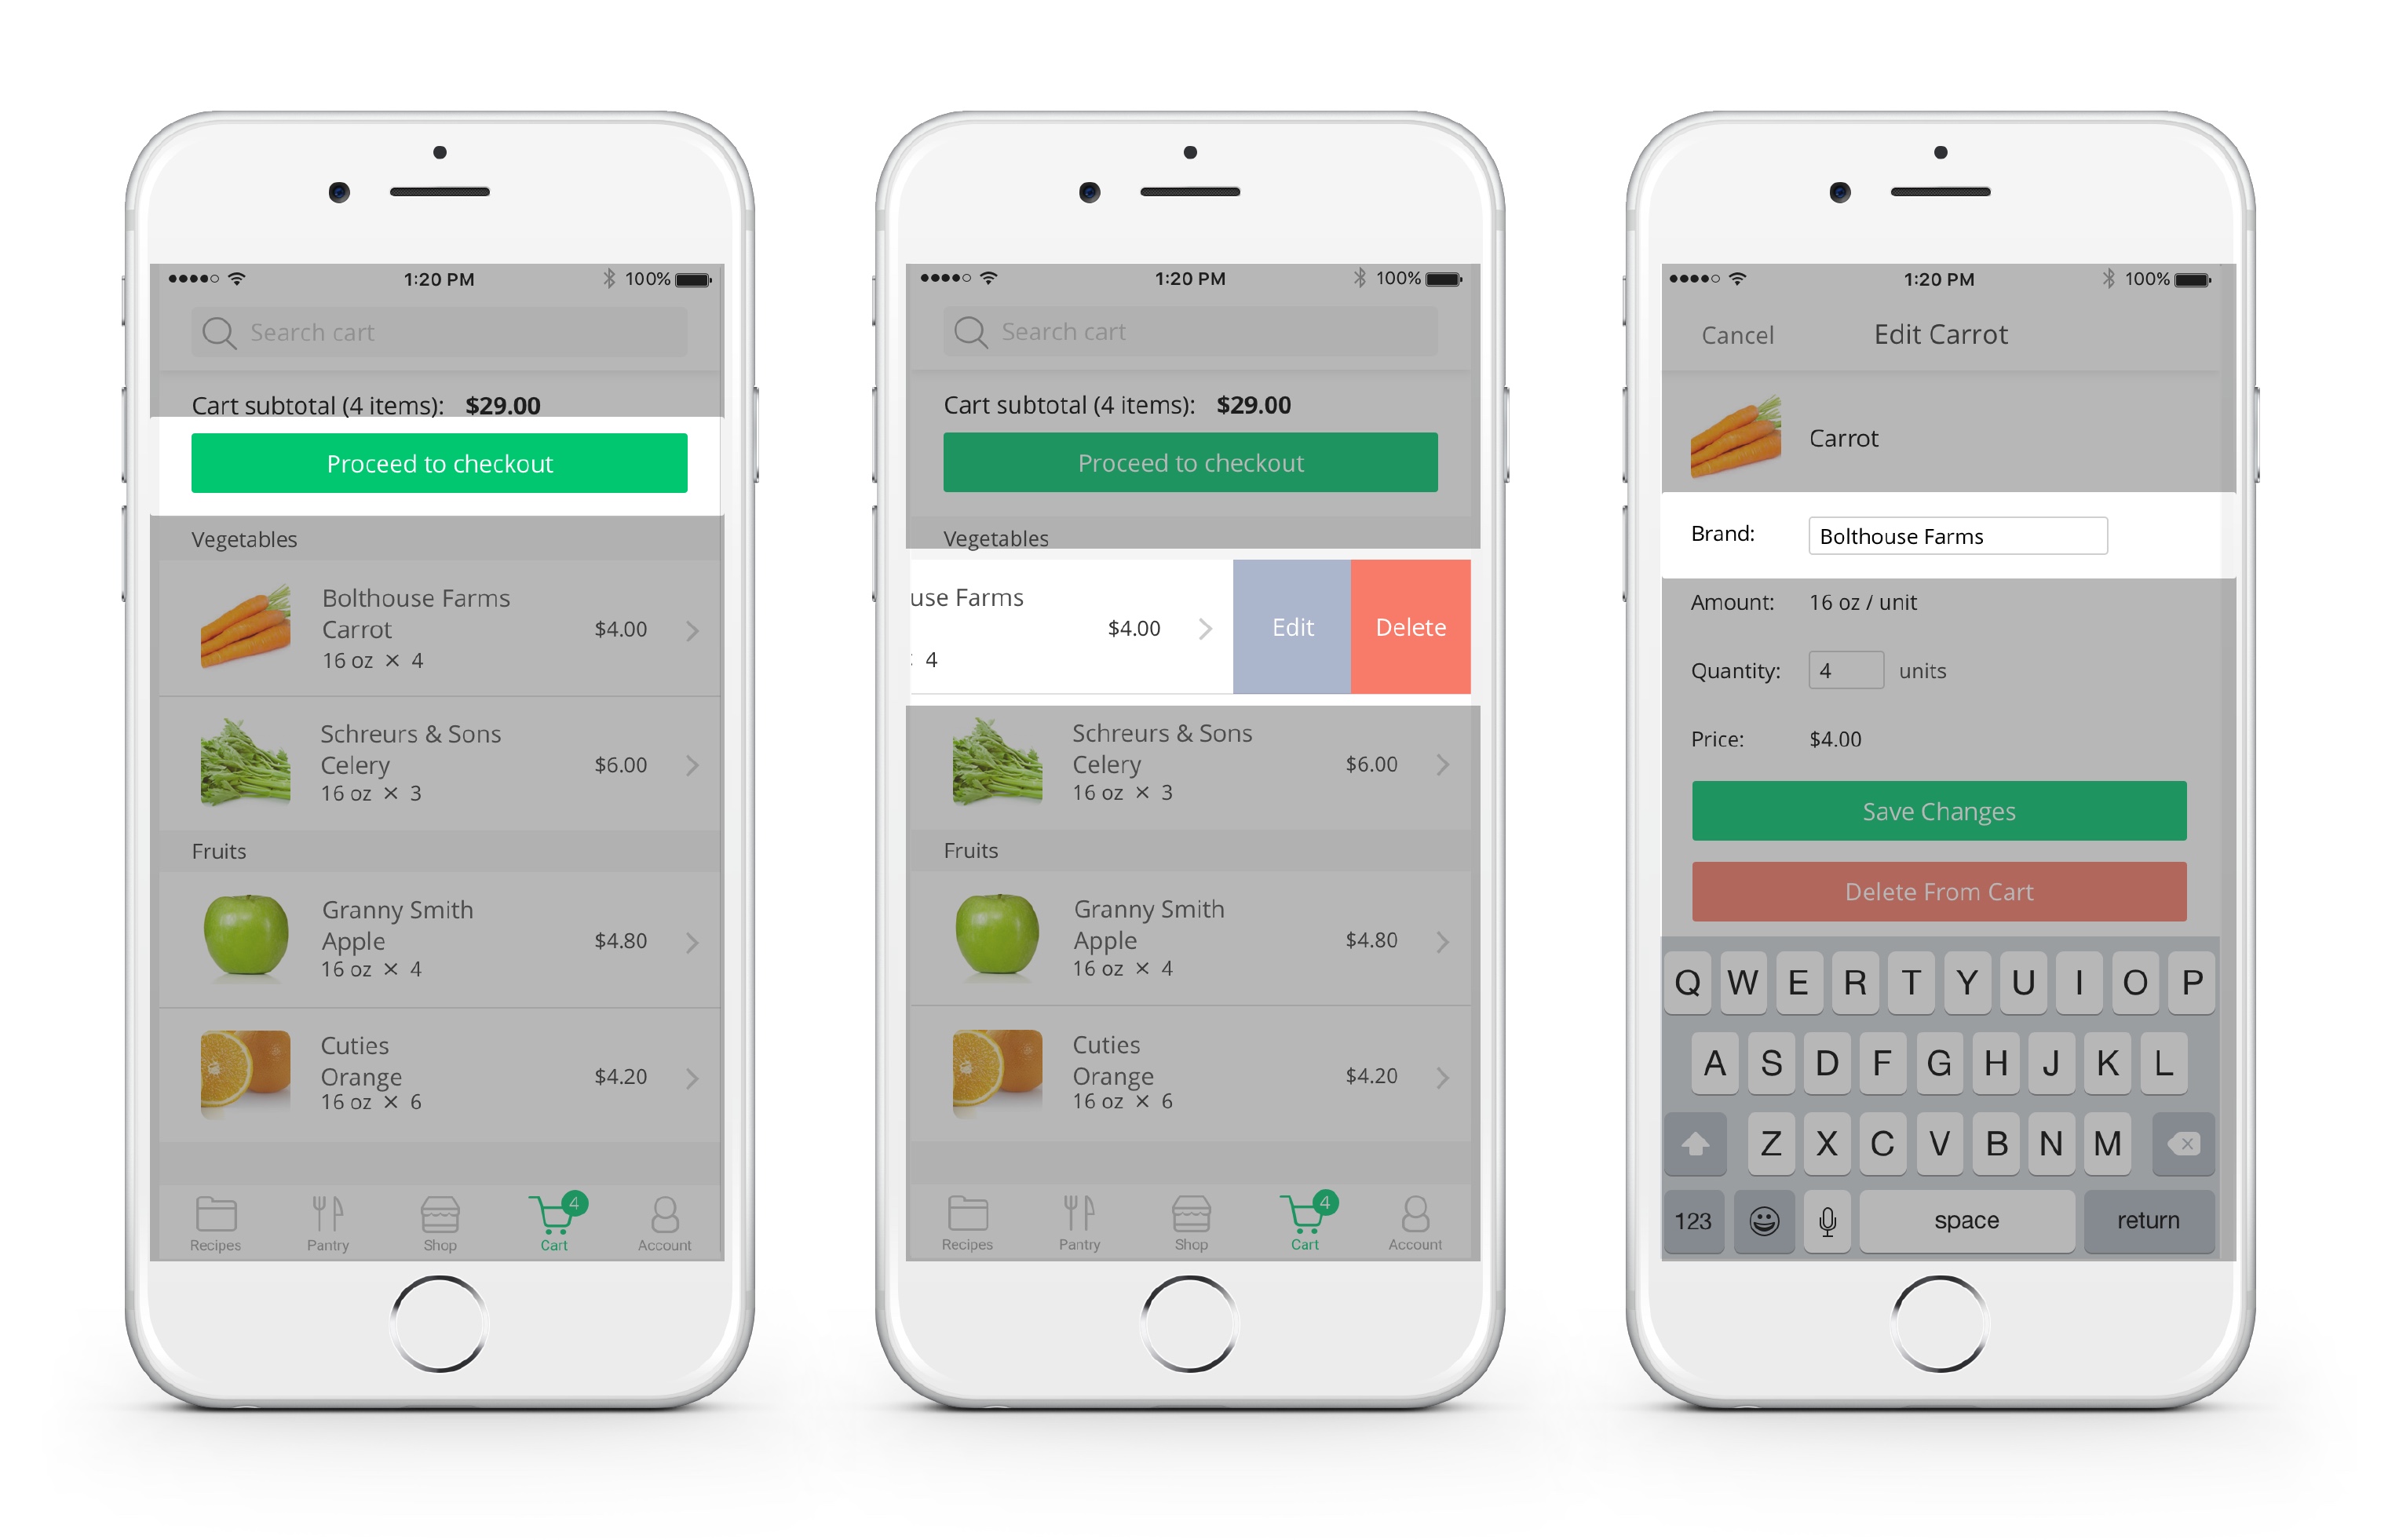 1:20 PM
100%
Search cart
Cart subtotal (4 items): $29.00
Proceed to checkout
Vegetables
Bolthouse Farms
Carrot
$4.00
16 oz × 4
Schreurs & Sons
Celery
$6.00
16 oz × 3
Fruits
Granny Smith
Apple
$4.80
16 oz × 4
Cuties
Orange
$4.20
16 oz × 6
4
Recipes Pantry Shop Cart Account
1:20 PM
100%
Search cart
Cart subtotal (4 items): $29.00
Proceed to checkout
Vegetables
use Farms
$4.00
4
Edit
Delete
Schreurs & Sons
Celery
$6.00
16 oz × 3
Fruits
Granny Smith
Apple
$4.80
16 oz × 4
Cuties
Orange
$4.20
16 oz × 6
4
Recipes Pantry Shop Cart Account
1:20 PM
100%
Cancel Edit Carrot
Carrot
Brand: Bolthouse Farms
Amount: 16 oz / unit
Quantity: 4 units
Price: $4.00
Save Changes
Delete From Cart
Q W E R T Y U I O P
A S D F G H J K L
Z X C V B N M
123 space return